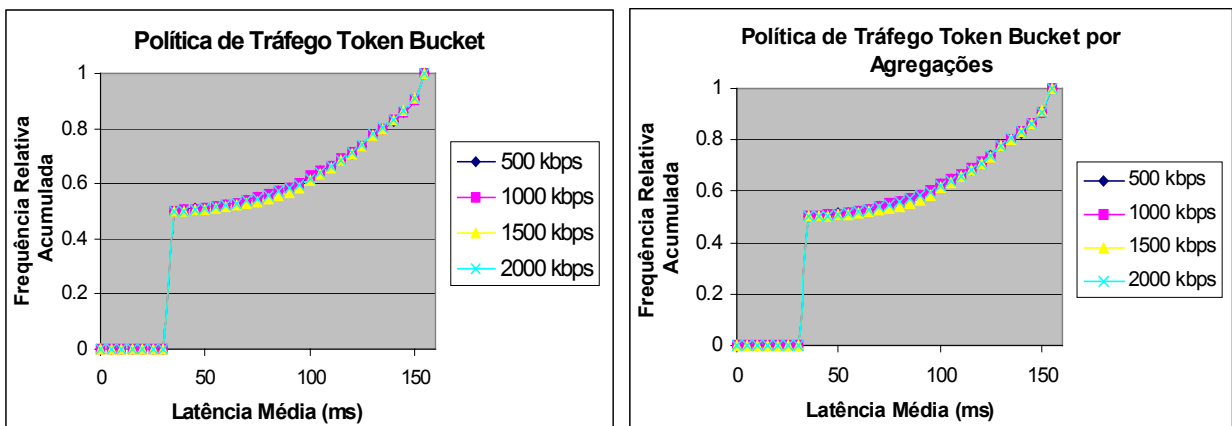 Política de Tráfego Token Bucket
1
0.8
0.6
0.4
0.2
0
0
50
100
150
Frequência Relativa
Acumulada
Latência Média (ms)
500 kbps
1000 kbps
1500 kbps
2000 kbps
Política de Tráfego Token Bucket por
Agregações
1
0.8
0.6
0.4
0.2
0
0
50
100
150
Frequência Relativa
Acumulada
Latência Média (ms)
500 kbps
1000 kbps
1500 kbps
2000 kbps